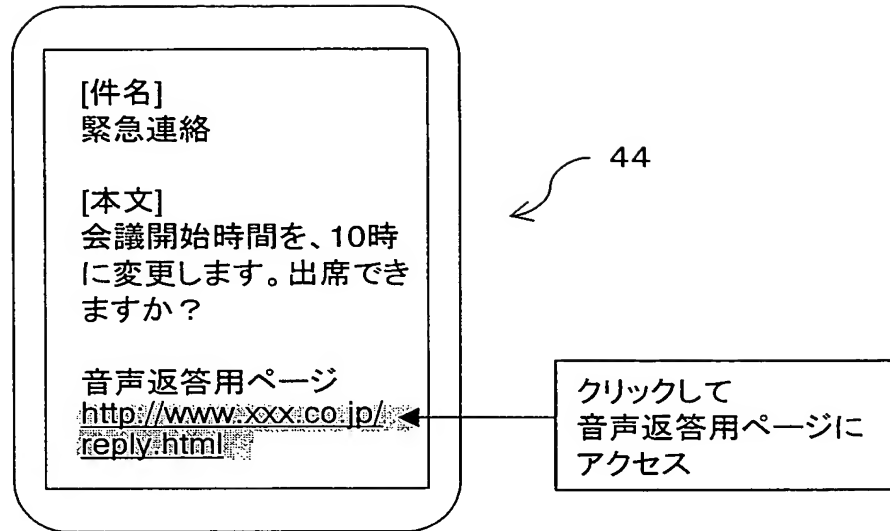 [件名]
緊急連絡
[本文]
会議開始時間を、10時
に変更します。出席でき
ますか？
音声返答用ページ
http://www.xxx.co.jp/
reply.html
44
クリックして
音声返答用ページに
アクセス